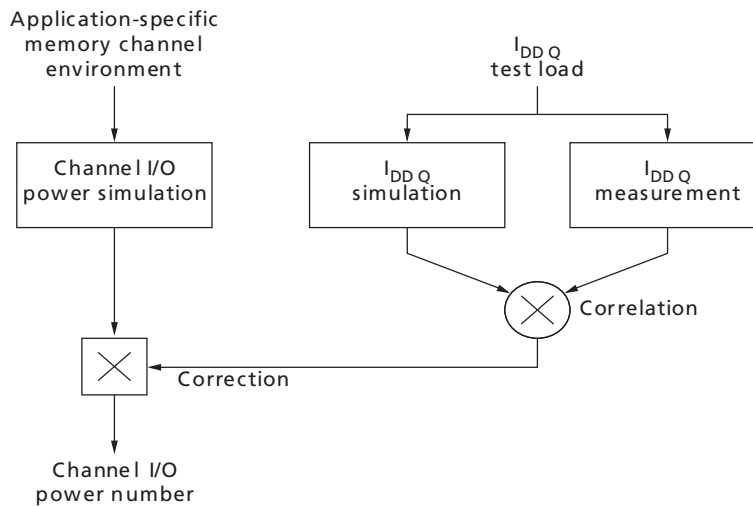 Application-specific
memory channel
environment
I_DDQ
test load
Channel I/O
power simulation
I_DDQ
simulation
I_DDQ
measurement
Correlation
Correction
Channel I/O
power number